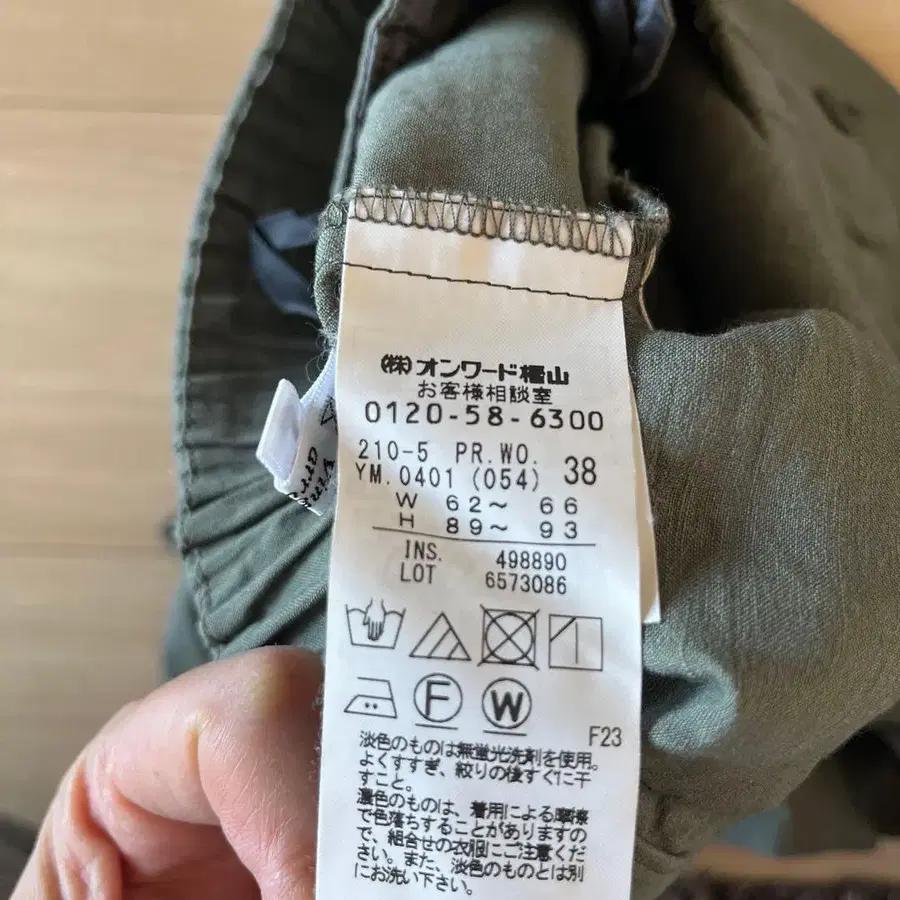 (株)オンワード樫山
お客様相談室
0120-58-6300
210-5 PR.WO. 38
YM.0401 (054)
W 62～ 66
H 89～ 93
INS. 498890
LOT 6573086
F
W
F23
淡色のものは無蛍光洗剤を使用。
よくすすぎ、絞りの後すぐに干
すこと。
濃色のものは、着用による摩擦
で色落ちすることがありますの
で、組合せの衣服にご注意くだ
さい。また、淡色のものとは別
にお洗い下さい。